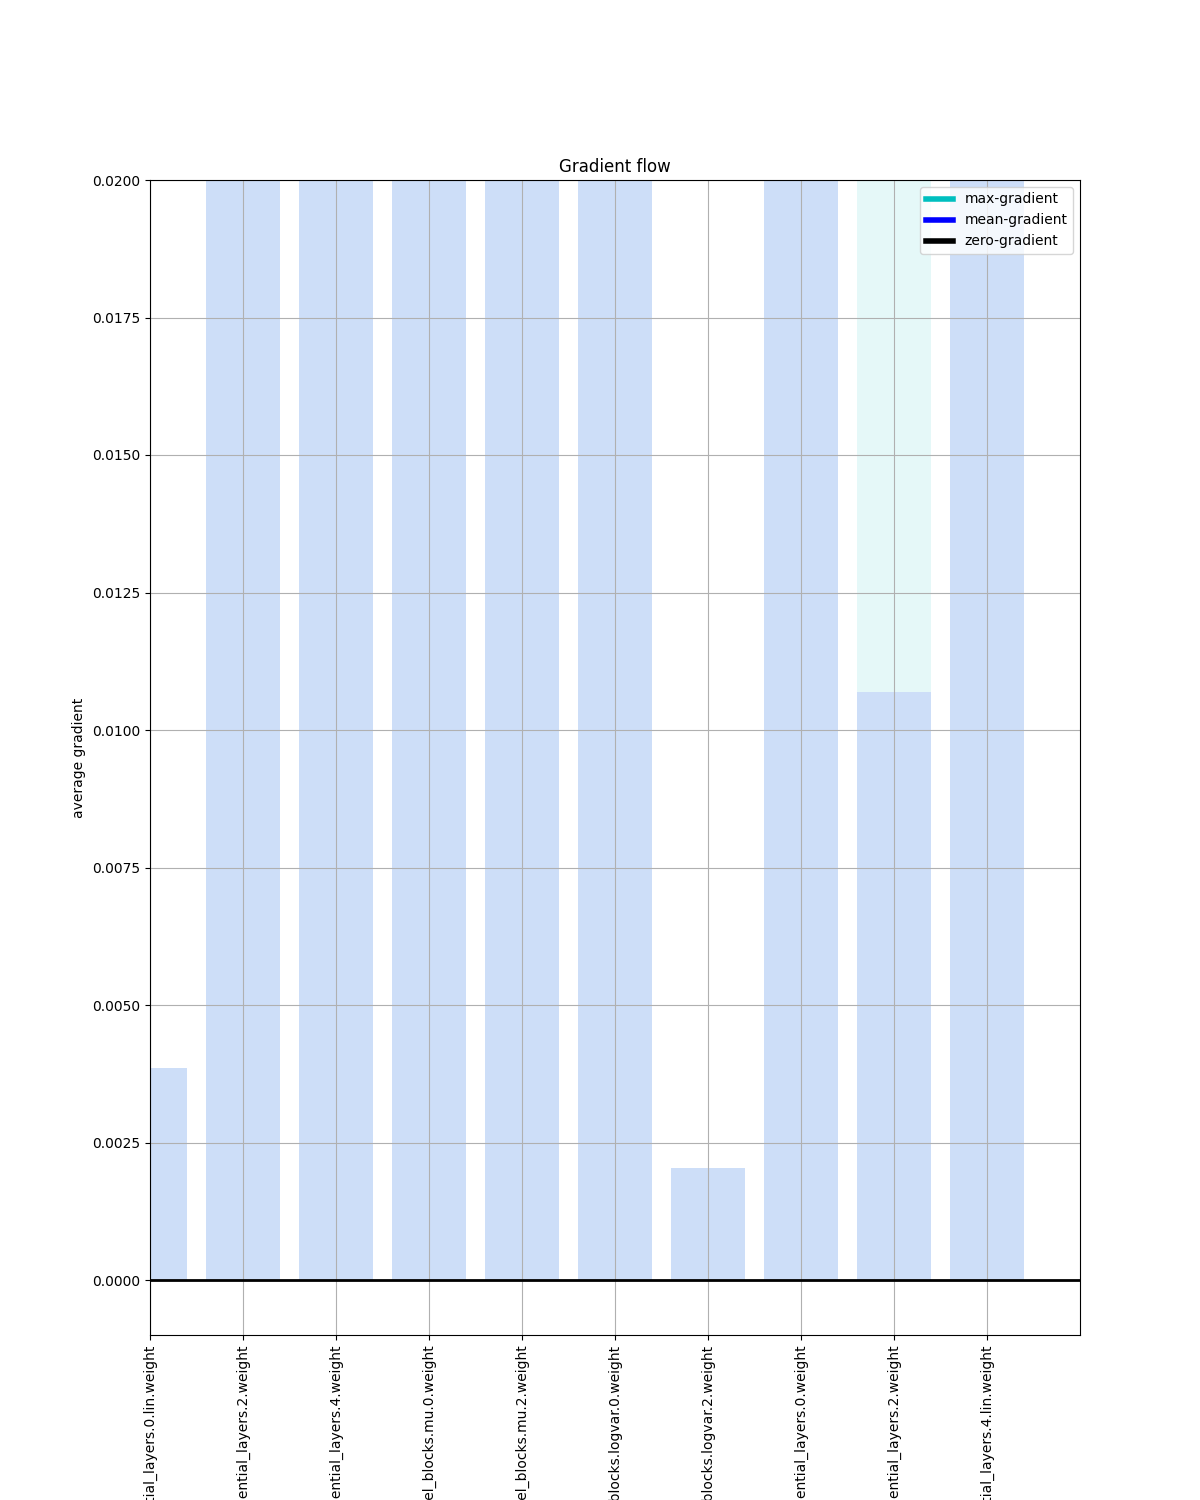 Gradient flow
max-gradient
mean-gradient
zero-gradient
average gradient
0.0200
0.0175
0.0150
0.0125
0.0100
0.0075
0.0050
0.0025
0.0000
tial_layers.0.lin.weight
ential_layers.2.weight
ential_layers.4.weight
el_blocks.mu.0.weight
el_blocks.mu.2.weight
blocks.logvar.0.weight
blocks.logvar.2.weight
ential_layers.0.weight
ential_layers.2.weight
tial_layers.4.lin.weight